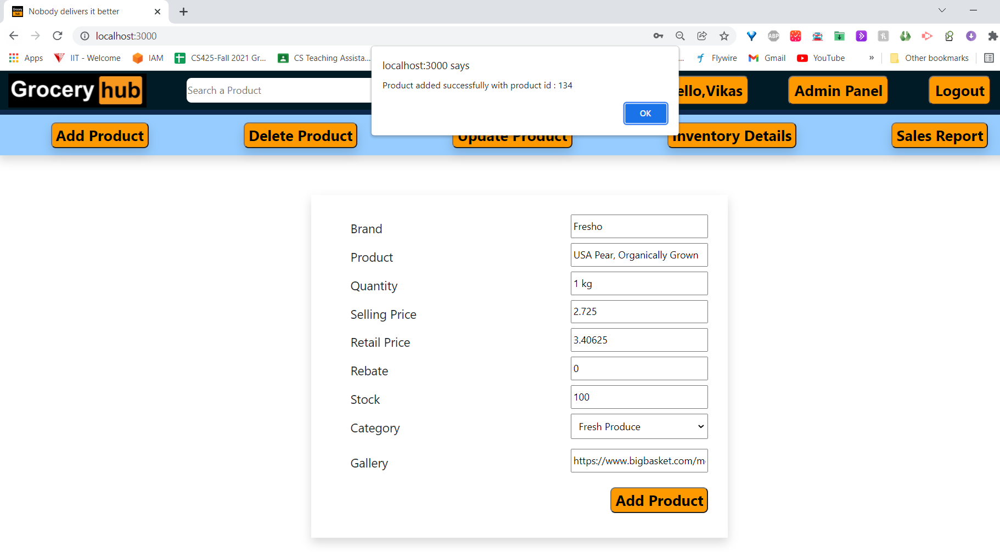 Nobody delivers it better
localhost:3000
Apps IIT - Welcome IAM CS425-Fall 2021 Gr... CS Teaching Assista... ... Flywire Gmail YouTube » Other bookmarks
ABP
localhost:3000 says
Product added successfully with product id : 134
OK
Grocery hub
Search a Product
ello,Vikas
Admin Panel
Logout
Add Product
Delete Product
Update Product
Inventory Details
Sales Report
Brand Fresho
Product USA Pear, Organically Grown
Quantity 1 kg
Selling Price 2.725
Retail Price 3.40625
Rebate 0
Stock 100
Category Fresh Produce
Gallery https://www.bigbasket.com/m
Add Product